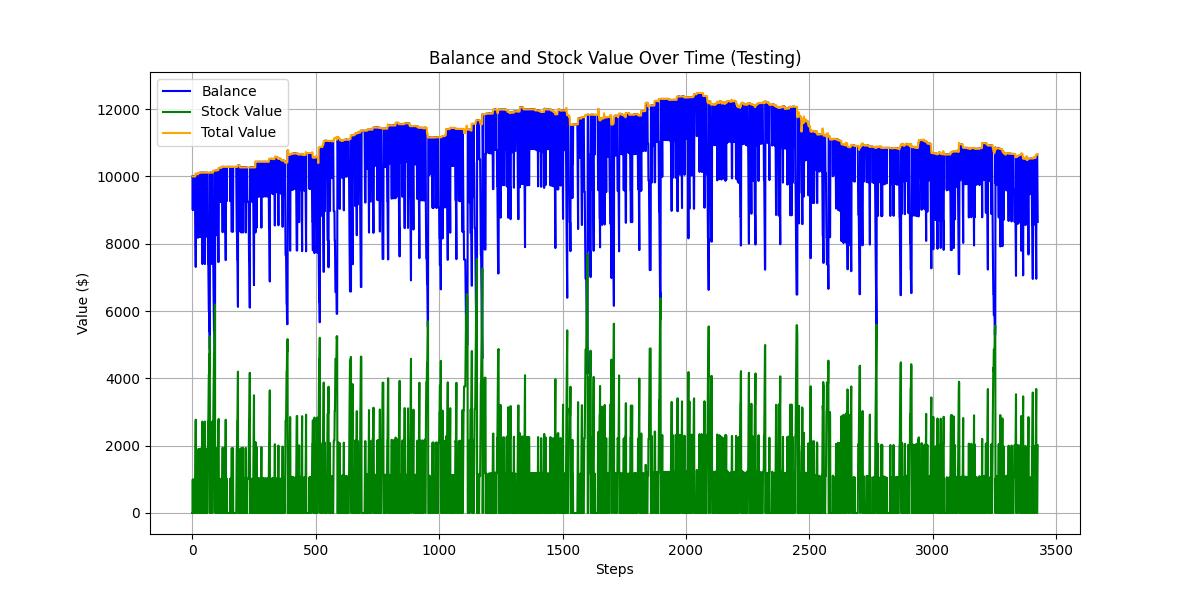 Balance and Stock Value Over Time (Testing)
Balance
Stock Value
Total Value
Value ($)
12000
10000
8000
6000
4000
2000
0
0 500 1000 1500 2000 2500 3000 3500
Steps